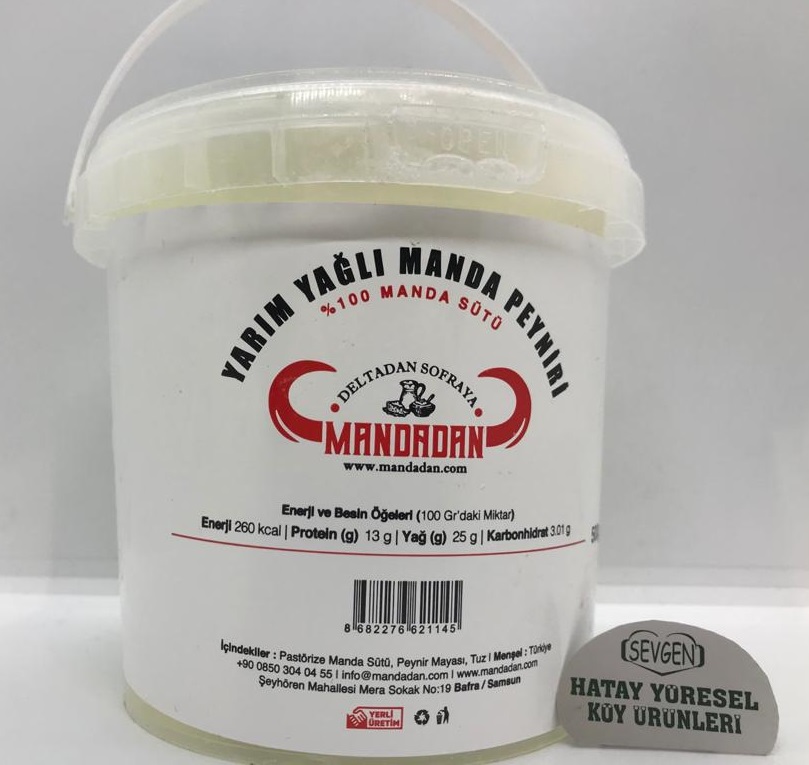 OPEN
YARIM YAĞLI MANDA PEYNİRİ
%100 MANDA SÜTÜ
DELTADAN SOFRAYA
MANDADAN
www.mandadan.com
Enerji ve Besin Öğeleri (100 Gr'daki Miktar)
Enerji 260 kcal | Protein (g) 13 g | Yağ (g) 25 g | Karbonhidrat 3.01 g
8 682276 621145
İçindekiler : Pastörize Manda Sütü, Peynir Mayası, Tuz | Menşei : Türkiye
+90 0850 304 04 55 | info@mandadan.com | www.mandadan.com
Şeyhören Mahallesi Mera Sokak No:19 Bafra / Samsun
YERLİ
ÜRETİM
SEVGEN
HATAY YÖRESEL
KÖY ÜRÜNLERİ